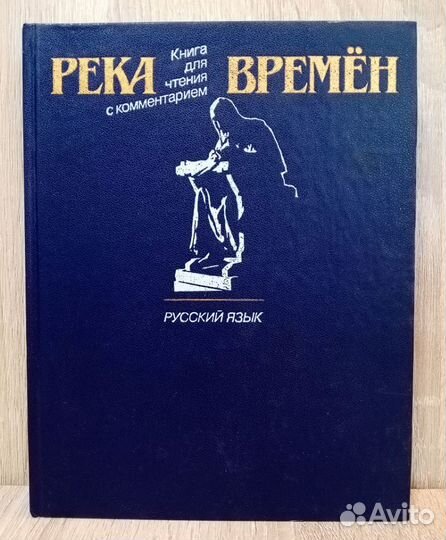 РЕКА ВРЕМЁН
Книга
для
чтения
с комментарием
РУССКИЙ ЯЗЫК
Avito